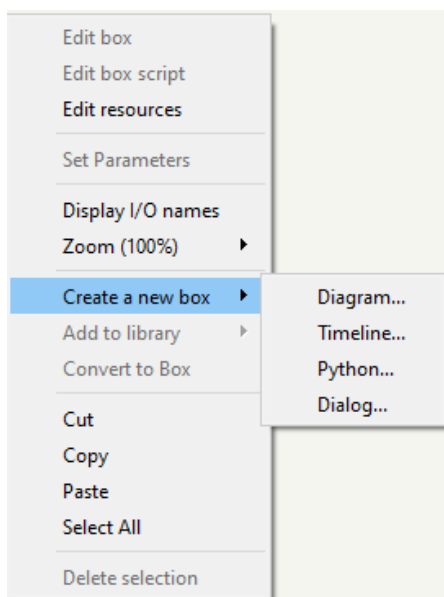 Edit box
Edit box script
Edit resources
Set Parameters
Display I/O names
Zoom (100%)
Create a new box
Add to library
Convert to Box
Cut
Copy
Paste
Select All
Delete selection
Diagram...
Timeline...
Python...
Dialog...